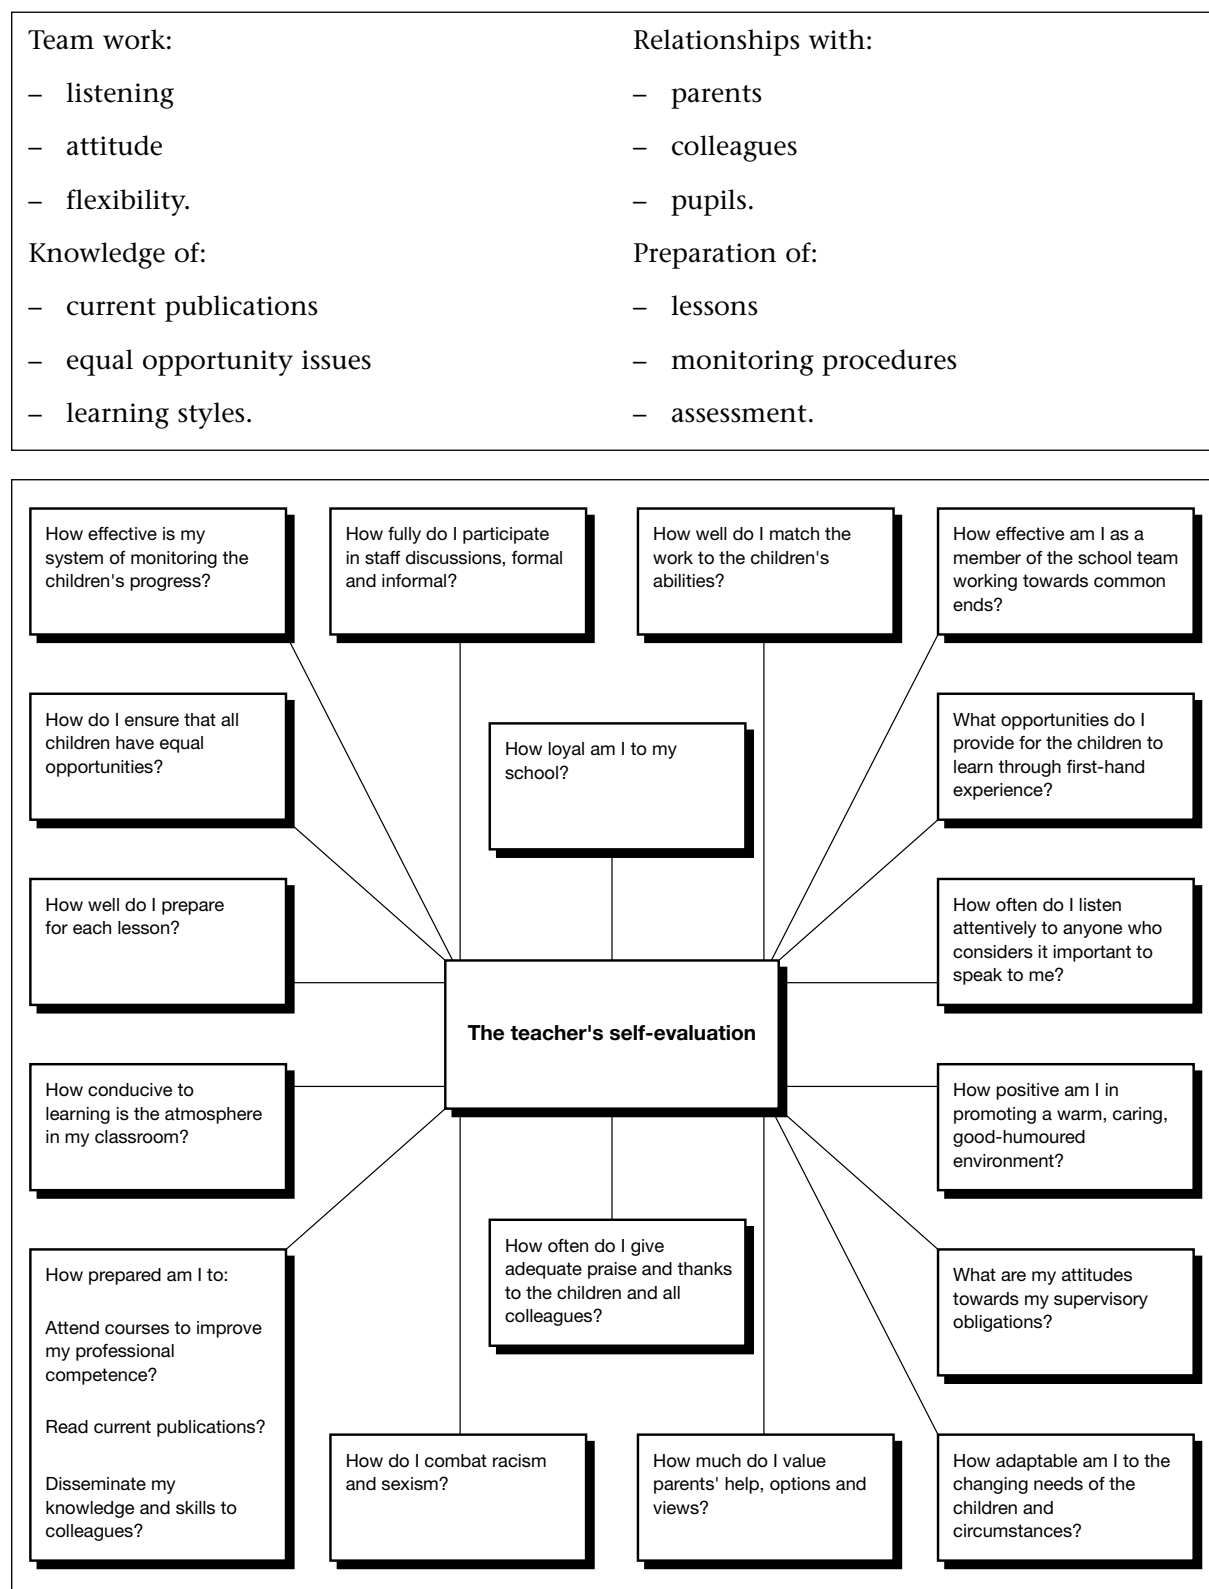 Team work:
– listening
– attitude
– flexibility.
Knowledge of:
– current publications
– equal opportunity issues
– learning styles.
Relationships with:
– parents
– colleagues
– pupils.
Preparation of:
– lessons
– monitoring procedures
– assessment.
How effective is my
system of monitoring the
children's progress?
How fully do I participate
in staff discussions, formal
and informal?
How well do I match the
work to the children's
abilities?
How effective am I as a
member of the school team
working towards common
ends?
How do I ensure that all
children have equal
opportunities?
How loyal am I to my
school?
What opportunities do I
provide for the children to
learn through first-hand
experience?
How well do I prepare
for each lesson?
How often do I listen
attentively to anyone who
considers it important to
speak to me?
The teacher's self-evaluation
How conducive to
learning is the atmosphere
in my classroom?
How positive am I in
promoting a warm, caring,
good-humoured
environment?
How often do I give
adequate praise and thanks
to the children and all
colleagues?
How prepared am I to:
Attend courses to improve
my professional
competence?
Read current publications?
Disseminate my
knowledge and skills to
colleagues?
What are my attitudes
towards my supervisory
obligations?
How do I combat racism
and sexism?
How much do I value
parents' help, options and
views?
How adaptable am I to the
changing needs of the
children and
circumstances?